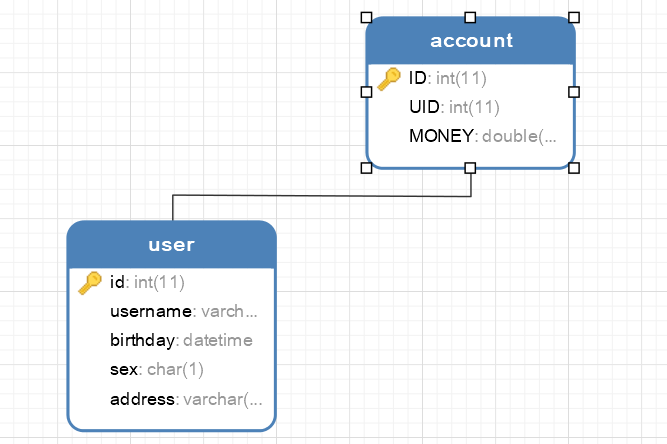 account
ID: int(11)
UID: int(11)
MONEY: double(...
user
id: int(11)
username: varch...
birthday: datetime
sex: char(1)
address: varchar(...